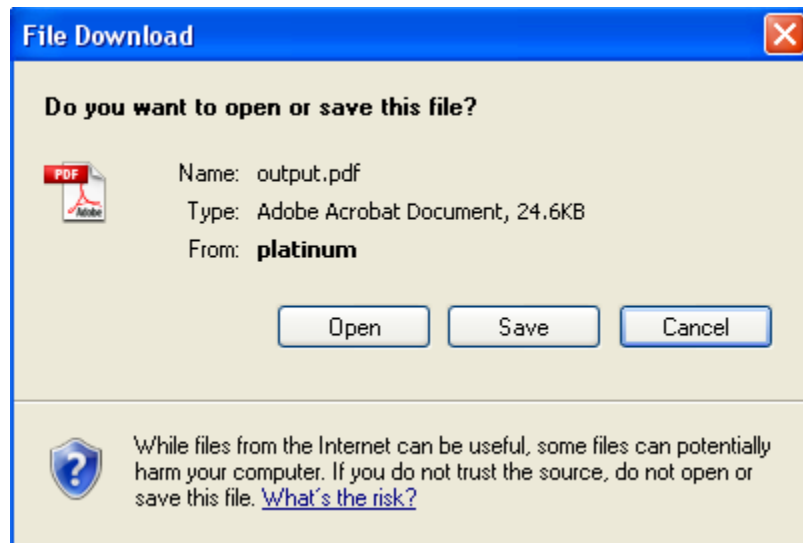 File Download
Do you want to open or save this file?
PDF
Adobe
Name: output.pdf
Type: Adobe Acrobat Document, 24.6KB
From: platinum
Open Save Cancel
While files from the Internet can be useful, some files can potentially
harm your computer. If you do not trust the source, do not open or
save this file. What's the risk?